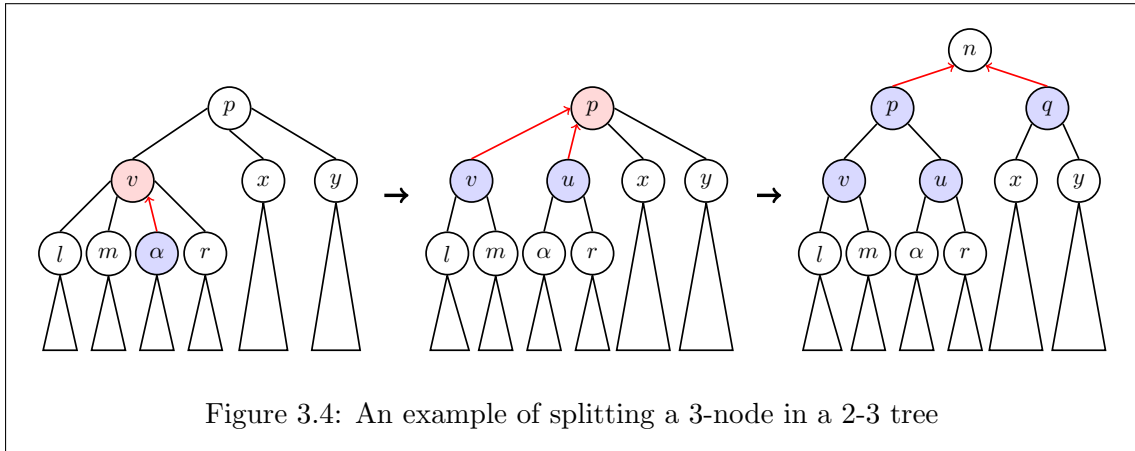 n
p p p q
v x y v u x y v u x y
l m α r l m α r l m α r
Figure 3.4: An example of splitting a 3-node in a 2-3 tree